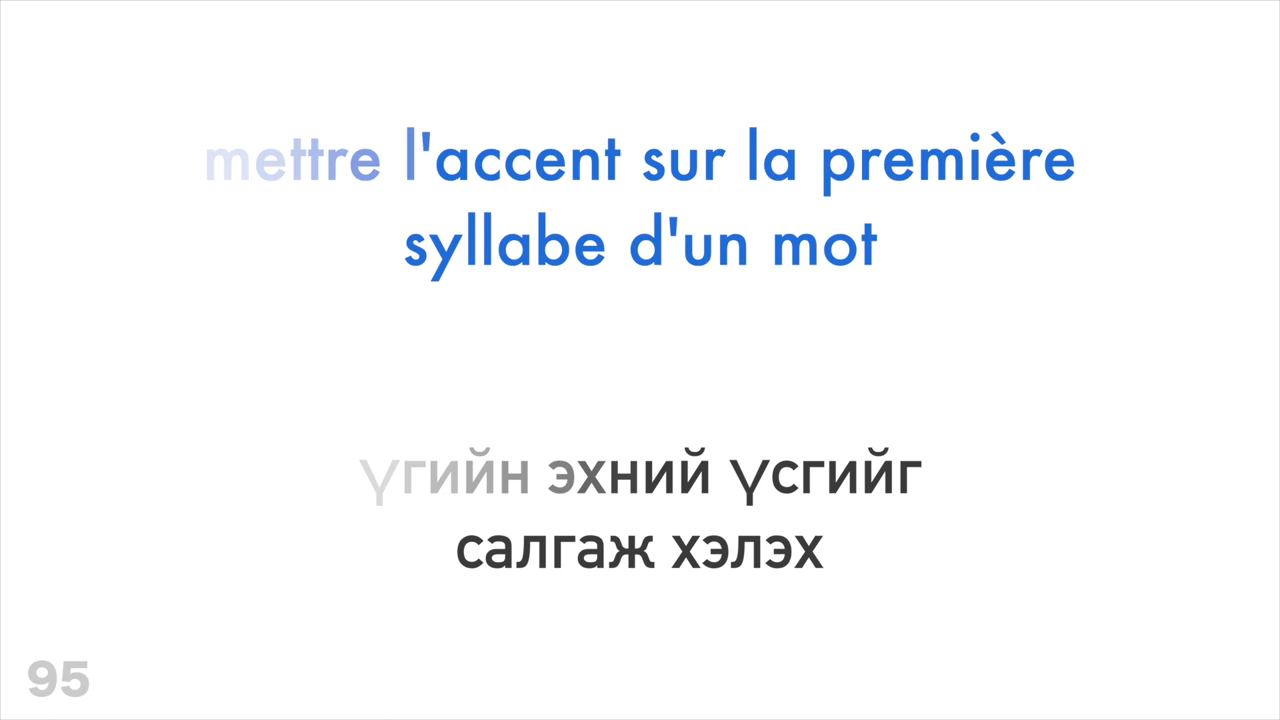 mettre l'accent sur la première
syllabe d'un mot
үгийн эхний үсгийг
салгаж хэлэх
95